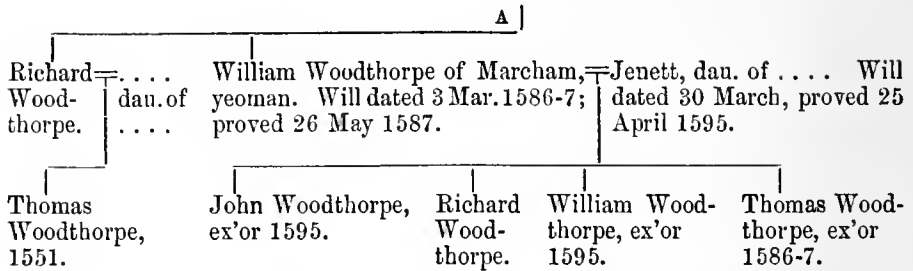 A
Richard=. . . .
Wood-
thorpe.
dau. of
. . . .
William Woodthorpe of Marcham,=
yeoman. Will dated 3 Mar. 1586-7;
proved 26 May 1587.
Jenett, dau. of . . . . Will
dated 30 March, proved 25
April 1595.
Thomas
Woodthorpe,
1551.
John Woodthorpe,
ex'or 1595.
Richard
Wood-
thorpe.
William Wood-
thorpe, ex'or
1595.
Thomas Wood-
thorpe, ex'or
1586-7.